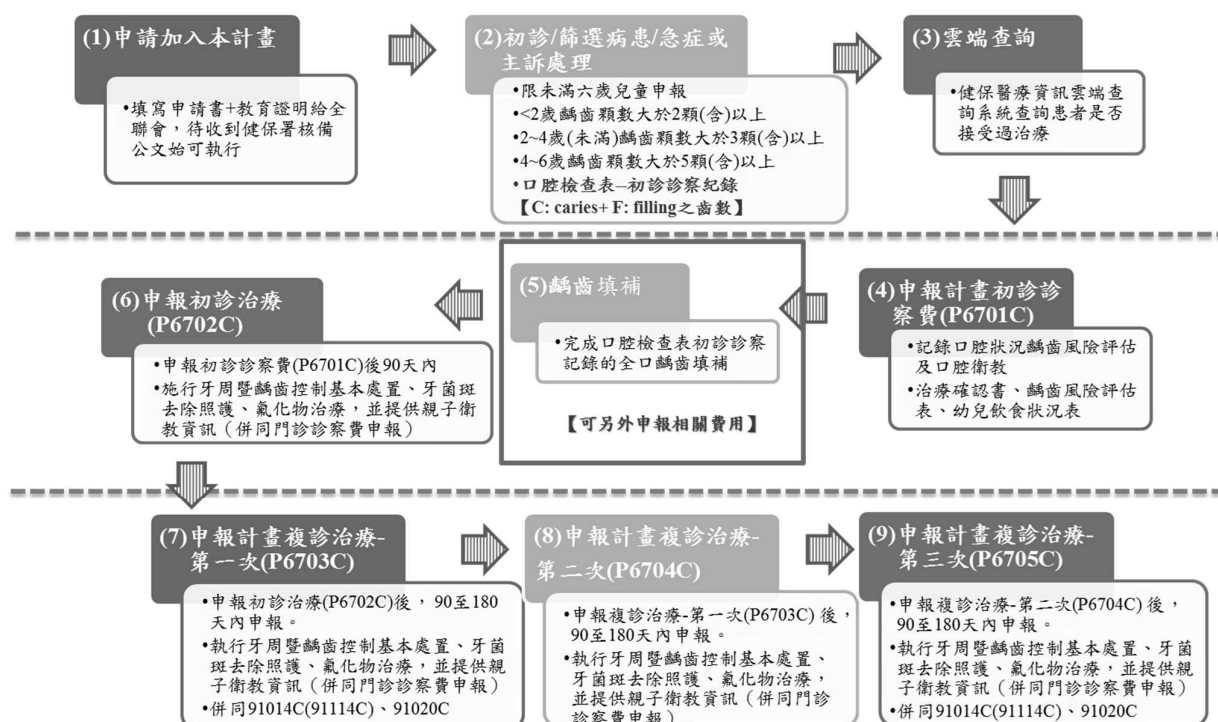 (1)申請加入本計畫
•填寫申請書+教育證明給全
聯會，待收到健保署核備
公文始可執行
(2)初診/篩選病患/急症或
主訴處理
•限未滿六歲兒童申報
•<2歲齲齒顆數大於2顆(含)以上
•2~4歲(未滿)齲齒顆數大於3顆(含)以上
•4~6歲齲齒顆數大於5顆(含)以上
•口腔檢查表–初診診察紀錄
【C: caries+ F: filling之齒數】
(3)雲端查詢
•健保醫療資訊雲端查
詢系統查詢患者是否
接受過治療
(4)申報計畫初診診
察費(P6701C)
•記錄口腔狀況齲齒風險評估
及口腔衛教
•治療確認書、齲齒風險評估
表、幼兒飲食狀況表
(5)齲齒填補
•完成口腔檢查表初診診察
記錄的全口齲齒填補
【可另外申報相關費用】
(6)申報初診治療
(P6702C)
•申報初診診察費(P6701C)後90天內
•施行牙周暨齲齒控制基本處置、牙菌斑
去除照護、氟化物治療，並提供親子衛
教資訊（併同門診診察費申報）
(7)申報計畫複診治療-
第一次(P6703C)
•申報初診治療(P6702C)後，90至180
天內申報。
•執行牙周暨齲齒控制基本處置、牙菌
斑去除照護、氟化物治療，並提供親
子衛教資訊（併同門診診察費申報）
•併同91014C(91114C)、91020C
(8)申報計畫複診治療-
第二次(P6704C)
•申報複診治療-第一次(P6703C) 後，
90至180天內申報。
•執行牙周暨齲齒控制基本處置、
牙菌斑去除照護、氟化物治療，
並提供親子衛教資訊（併同門診
診察費申報）
(9)申報計畫複診治療-
第三次(P6705C)
•申報複診治療-第二次(P6704C) 後，
90至180天內申報。
•執行牙周暨齲齒控制基本處置、牙菌
斑去除照護、氟化物治療，並提供親
子衛教資訊（併同門診診察費申報）
•併同91014C(91114C)、91020C